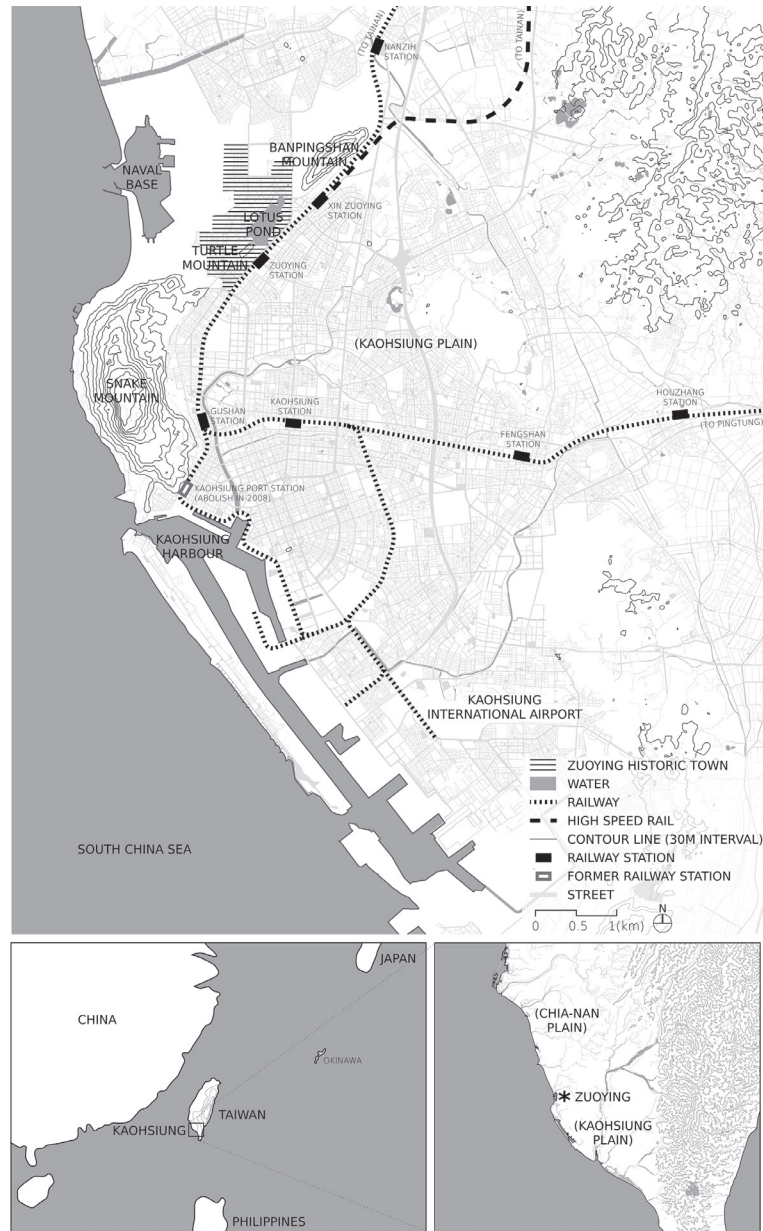 (TO TAINAN)
(TO TAINAN)
NANZIH
STATION
BANPINGSHAN
MOUNTAIN
NAVAL
BASE
XIN ZUOYING
STATION
LOTUS
POND
TURTLE
MOUNTAIN
ZUOYING
STATION
(KAOHSIUNG PLAIN)
SNAKE
MOUNTAIN
GUSHAN
STATION
KAOHSIUNG
STATION
HOUZHANG
STATION
(TO PINGTUNG)
FENGSHAN
STATION
KAOHSIUNG PORT STATION
(ABOLISH IN 2008)
KAOHSIUNG
HARBOUR
KAOHSIUNG
INTERNATIONAL AIRPORT
SOUTH CHINA SEA
ZUOYING HISTORIC TOWN
WATER
RAILWAY
HIGH SPEED RAIL
CONTOUR LINE (30M INTERVAL)
RAILWAY STATION
FORMER RAILWAY STATION
STREET
N
0 0.5 1(km)
JAPAN
CHINA
OKINAWA
TAIWAN
KAOHSIUNG
PHILIPPINES
(CHIA-NAN
PLAIN)
ZUOYING
(KAOHSIUNG
PLAIN)